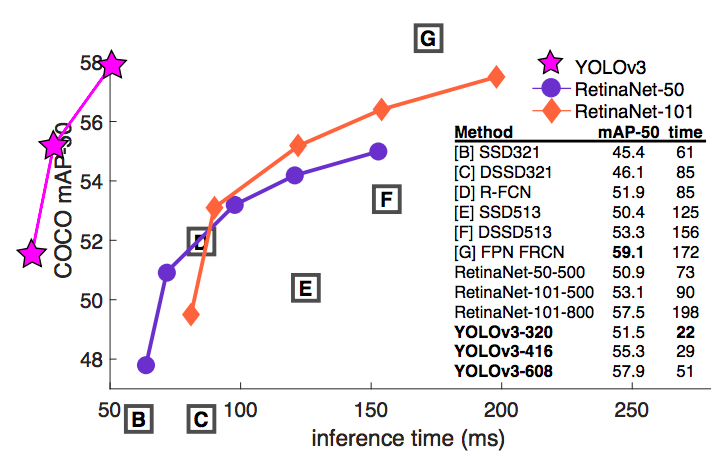 G
58
YOLOv3
RetinaNet-50
RetinaNet-101
56
COCO mAP-50
Method mAP-50 time
[B] SSD321 45.4 61
[C] DSSD321 46.1 85
[D] R-FCN 51.9 85
[E] SSD513 50.4 125
[F] DSSD513 53.3 156
[G] FPN FRCN 59.1 172
RetinaNet-50-500 50.9 73
RetinaNet-101-500 53.1 90
RetinaNet-101-800 57.5 198
YOLOv3-320 51.5 22
YOLOv3-416 55.3 29
YOLOv3-608 57.9 51
54
F
52
D
E
50
48
50 100 150 200 250
B C
inference time (ms)